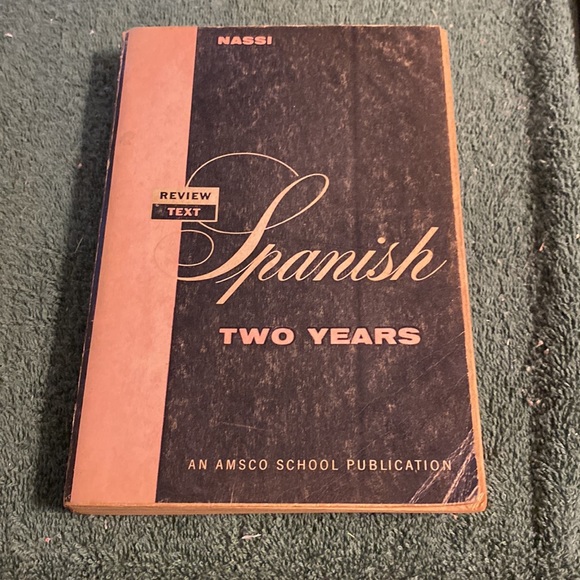 NASSI
REVIEW
TEXT
Spanish
TWO YEARS
AN AMSCO SCHOOL PUBLICATION